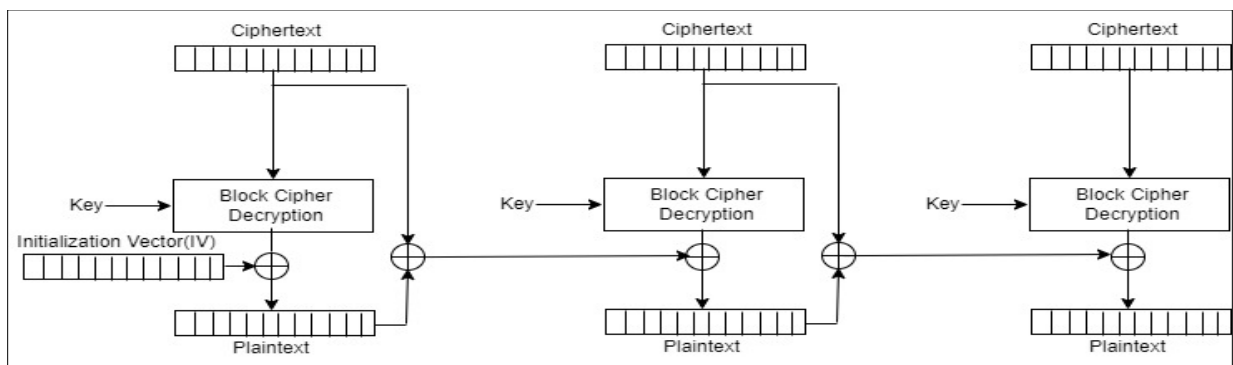 Ciphertext
Ciphertext
Ciphertext
Key
Block Cipher
Decryption
Key
Block Cipher
Decryption
Key
Block Cipher
Decryption
Initialization Vector(IV)
Plaintext
Plaintext
Plaintext